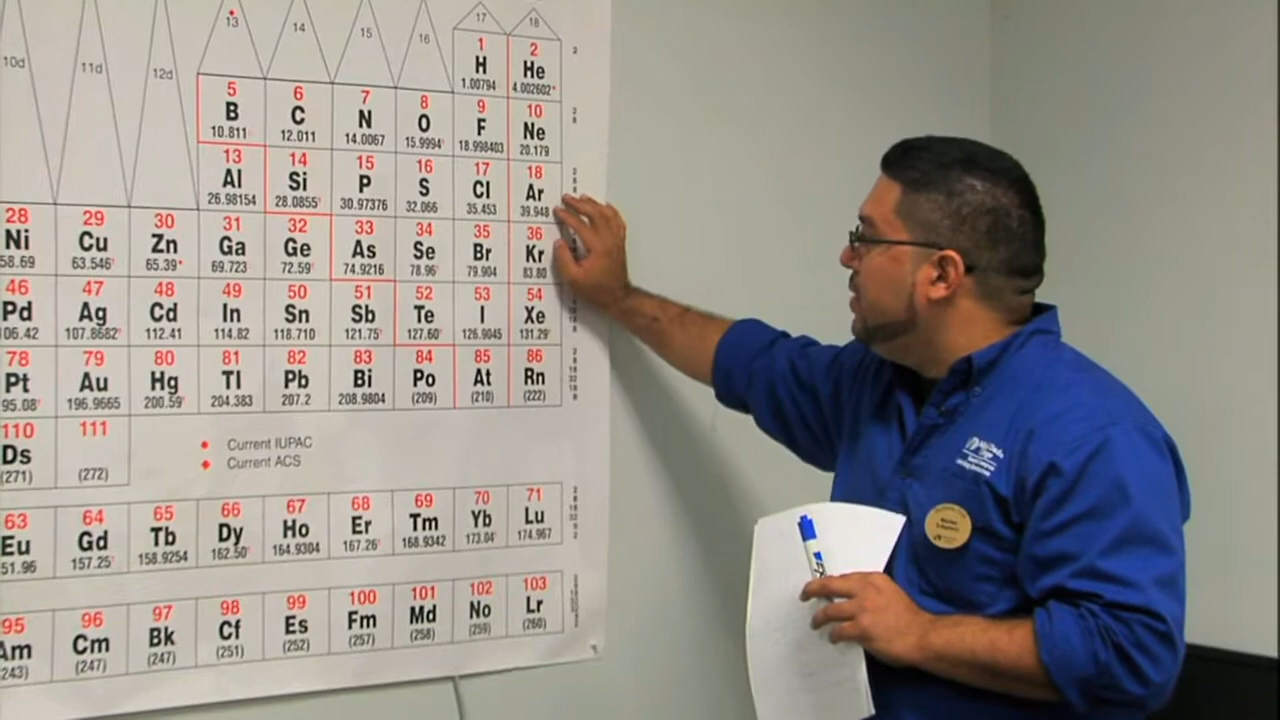 13 14 15 16 17 18
10d 11d 12d
1 2
H He
1.00794 4.002602
5 6 7 8 9 10
B C N O F Ne
10.811 12.011 14.0067 15.9994 18.998403 20.179
13 14 15 16 17 18
Al Si P S Cl Ar
26.98154 28.0855 30.97376 32.066 35.453 39.948
28 29 30 31 32 33 34 35 36
Ni Cu Zn Ga Ge As Se Br Kr
58.69 63.546 65.39 69.723 72.59 74.9216 78.96 79.904 83.80
46 47 48 49 50 51 52 53 54
Pd Ag Cd In Sn Sb Te I Xe
106.42 107.8682 112.41 114.82 118.710 121.75 127.60 126.9045 131.29
78 79 80 81 82 83 84 85 86
Pt Au Hg Tl Pb Bi Po At Rn
95.08 196.9665 200.59 204.383 207.2 208.9804 (209) (210) (222)
110 111
Ds
(271) (272)
Current IUPAC
Current ACS
63 64 65 66 67 68 69 70 71
Eu Gd Tb Dy Ho Er Tm Yb Lu
51.96 157.25 158.9254 162.50 164.9304 167.26 168.9342 173.04 174.967
95 96 97 98 99 100 101 102 103
Am Cm Bk Cf Es Fm Md No Lr
243) (247) (247) (251) (252) (257) (258) (259) (260)